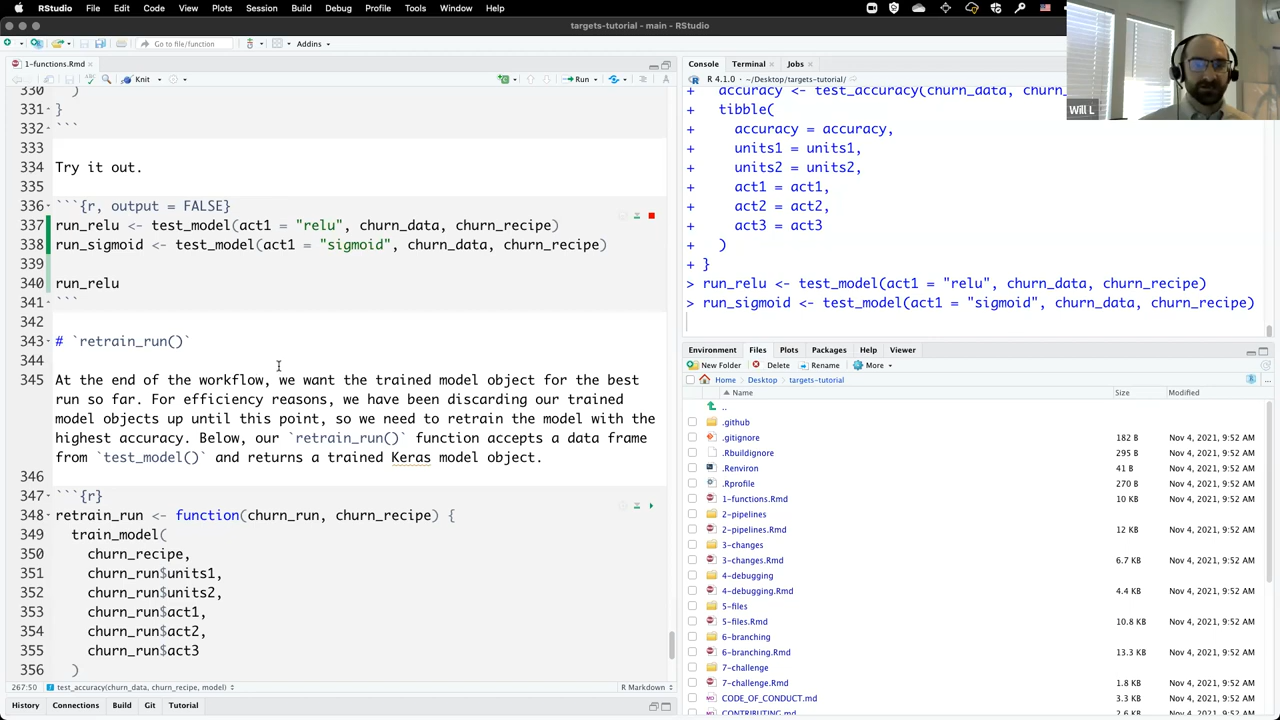 RStudio File Edit Code View Plots Session Build Debug Profile Tools Window Help
targets-tutorial - main - RStudio
Go to file/function Addins
1-functions.Rmd
Knit Run
330 )
331 }
332 ```
333
334 Try it out.
335
336 ```{r, output = FALSE}
337 run_relu <- test_model(act1 = "relu", churn_data, churn_recipe)
338 run_sigmoid <- test_model(act1 = "sigmoid", churn_data, churn_recipe)
339
340 run_relu
341 ```
342
343 # `retrain_run()`
344
345 At the end of the workflow, we want the trained model object for the best
run so far. For efficiency reasons, we have been discarding our trained
model objects up until this point, so we need to retrain the model with the
highest accuracy. Below, our `retrain_run()` function accepts a data frame
from `test_model()` and returns a trained Keras model object.
346
347 ```{r}
348 retrain_run <- function(churn_run, churn_recipe) {
349 train_model(
350 churn_recipe,
351 churn_run$units1,
352 churn_run$units2,
353 churn_run$act1,
354 churn_run$act2,
355 churn_run$act3
356 )
267:50 test_accuracy(churn_data, churn_recipe, model) R Markdown
History Connections Build Git Tutorial
Console Terminal Jobs
R 4.1.0 · ~/Desktop/targets-tutorial/
+ accuracy <- test_accuracy(churn_data, churn
+ tibble(
+ accuracy = accuracy,
+ units1 = units1,
+ units2 = units2,
+ act1 = act1,
+ act2 = act2,
+ act3 = act3
+ )
+ }
> run_relu <- test_model(act1 = "relu", churn_data, churn_recipe)
> run_sigmoid <- test_model(act1 = "sigmoid", churn_data, churn_recipe)
Will L
Environment Files Plots Packages Help Viewer
New Folder Delete Rename More
Home Desktop targets-tutorial
Name Size Modified
..
.github
.gitignore 182 B Nov 4, 2021, 9:52 AM
.Rbuildignore 295 B Nov 4, 2021, 9:52 AM
.Renviron 41 B Nov 4, 2021, 9:52 AM
.Rprofile 270 B Nov 4, 2021, 9:52 AM
1-functions.Rmd 10 KB Nov 4, 2021, 9:52 AM
2-pipelines
2-pipelines.Rmd 12 KB Nov 4, 2021, 9:52 AM
3-changes
3-changes.Rmd 6.7 KB Nov 4, 2021, 9:52 AM
4-debugging
4-debugging.Rmd 4.4 KB Nov 4, 2021, 9:52 AM
5-files
5-files.Rmd 10.8 KB Nov 4, 2021, 9:52 AM
6-branching
6-branching.Rmd 13.3 KB Nov 4, 2021, 9:52 AM
7-challenge
7-challenge.Rmd 1.8 KB Nov 4, 2021, 9:52 AM
CODE_OF_CONDUCT.md 3.3 KB Nov 4, 2021, 9:52 AM
CONTRIBUTING.md 2.6 KB Nov 4, 2021, 9:52 AM